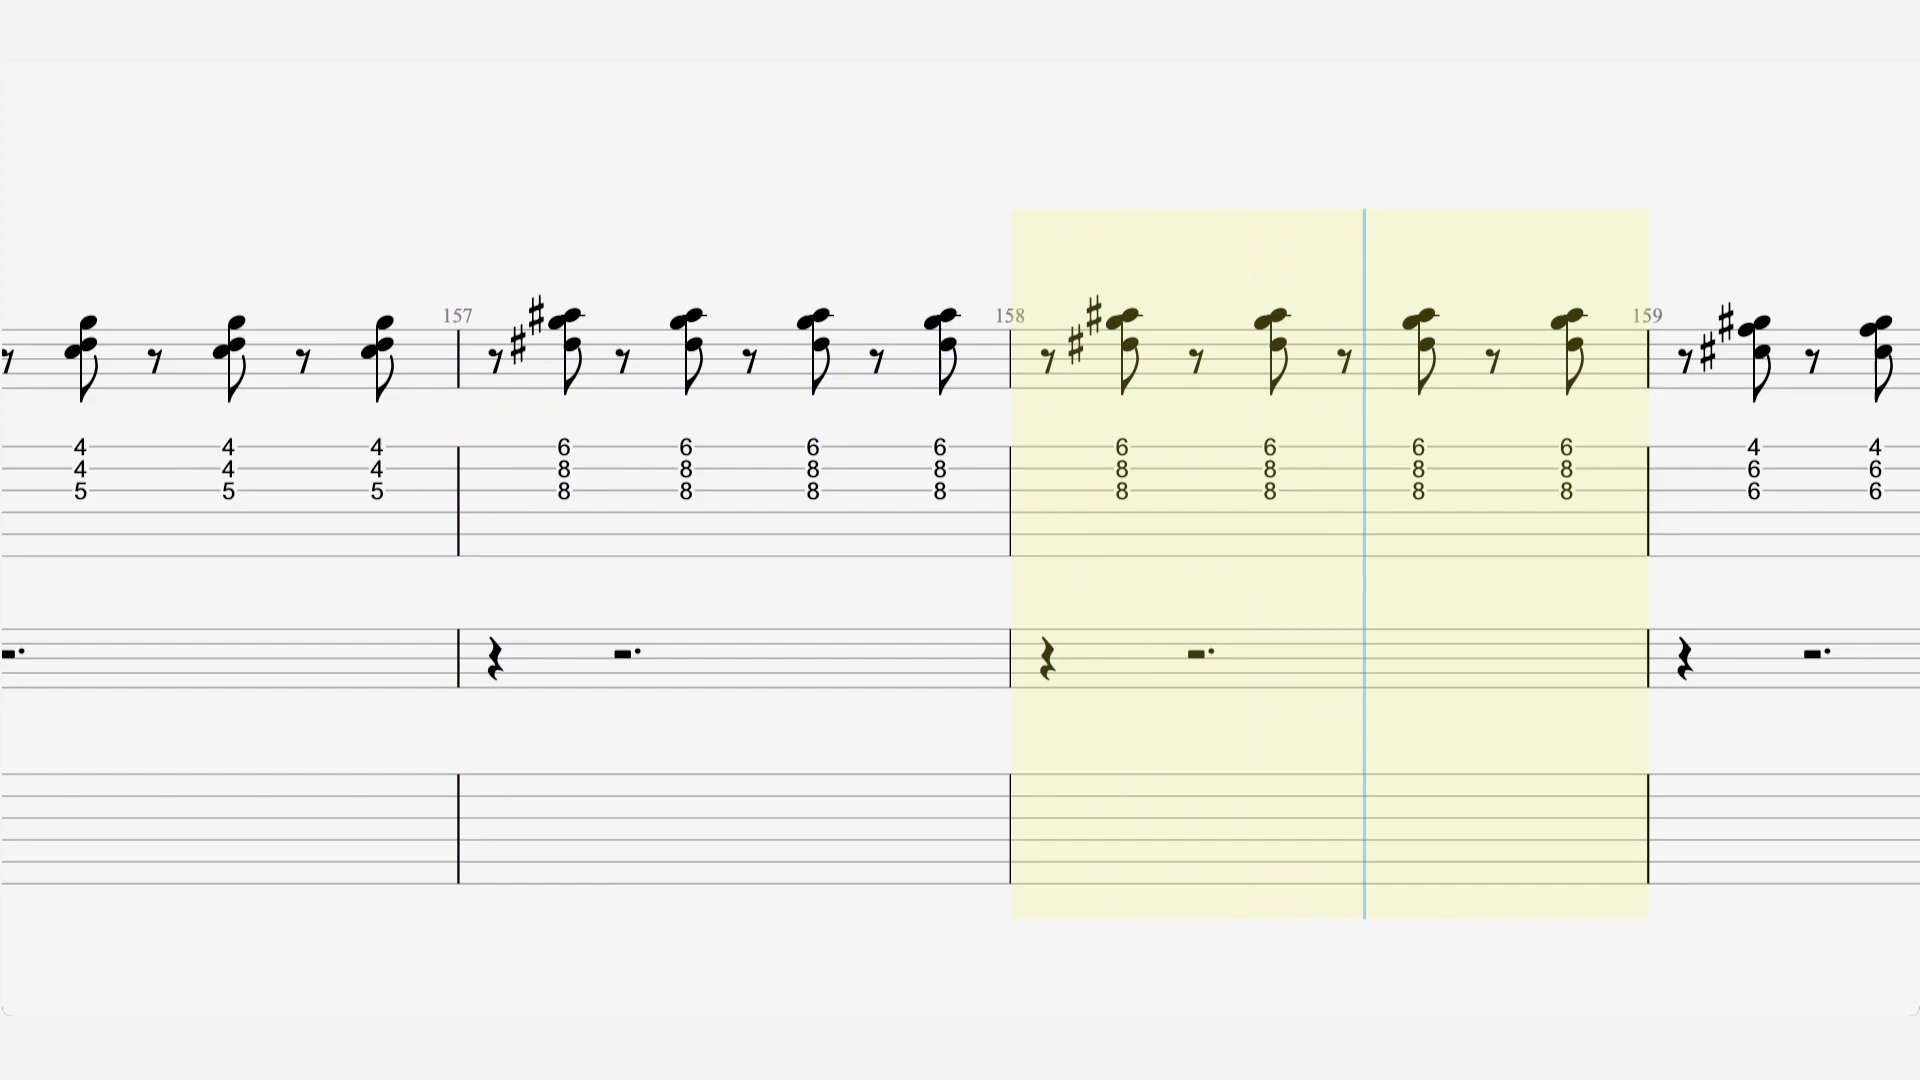 157 158 159
4 4 4 6 6 6 6 6 6 6 6 4 4
4 4 4 8 8 8 8 8 8 8 8 6 6
5 5 5 8 8 8 8 8 8 8 8 6 6